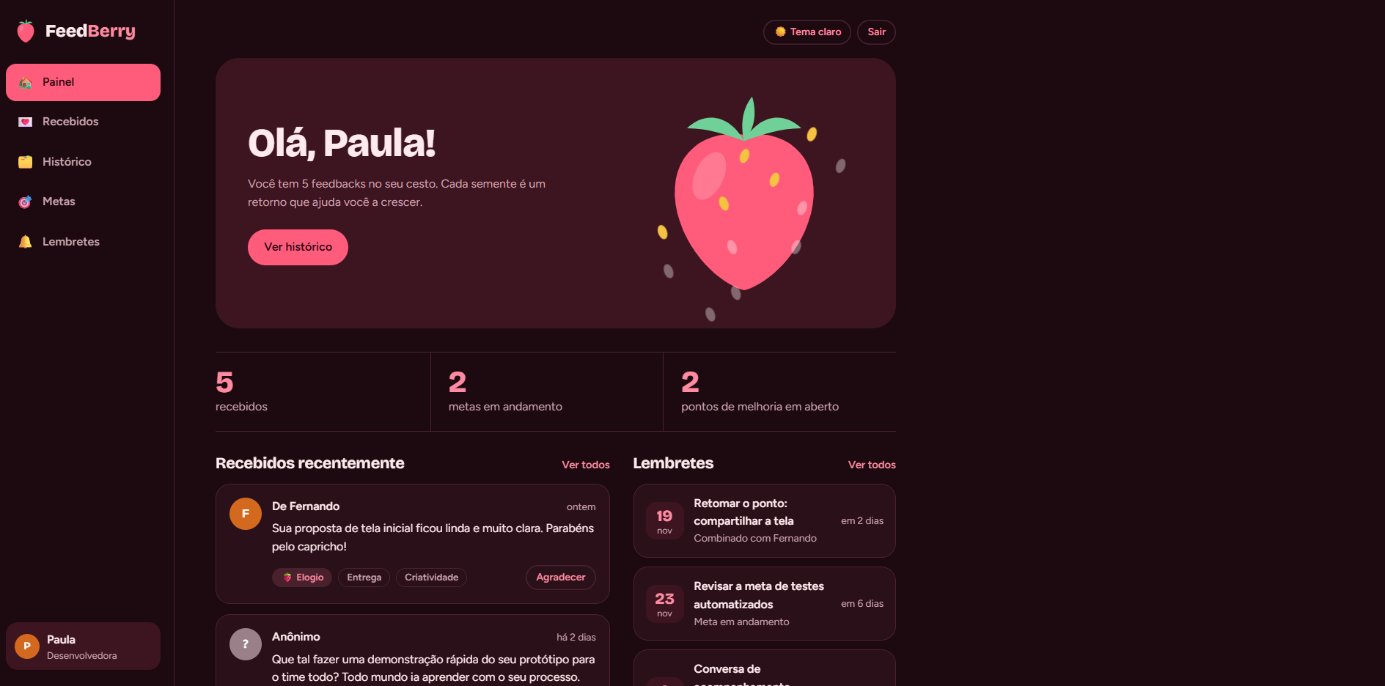 FeedBerry
Painel
Recebidos
Histórico
Metas
Lembretes
P
Paula
Desenvolvedora
Tema claro
Sair
Olá, Paula!
Você tem 5 feedbacks no seu cesto. Cada semente é um
retorno que ajuda você a crescer.
Ver histórico
5
recebidos
2
metas em andamento
2
pontos de melhoria em aberto
Recebidos recentemente
Ver todos
F
De Fernando
ontem
Sua proposta de tela inicial ficou linda e muito clara. Parabéns
pelo capricho!
Elogio
Entrega
Criatividade
Agradecer
?
Anônimo
há 2 dias
Que tal fazer uma demonstração rápida do seu protótipo para
o time todo? Todo mundo ia aprender com o seu processo.
Lembretes
Ver todos
19
nov
Retomar o ponto:
compartilhar a tela
Combinado com Fernando
em 2 dias
23
nov
Revisar a meta de testes
automatizados
Meta em andamento
em 6 dias
Conversa de